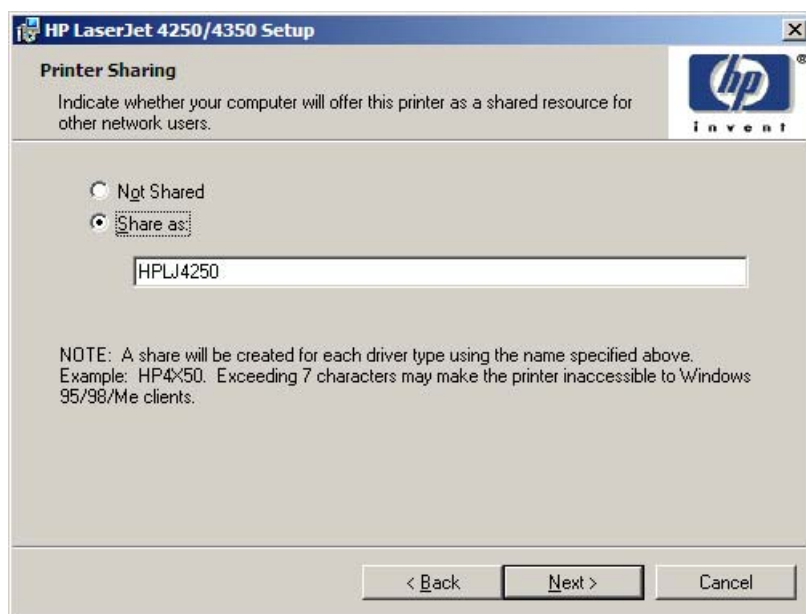 HP LaserJet 4250/4350 Setup
Printer Sharing
Indicate whether your computer will offer this printer as a shared resource for
other network users.
hp
®
invent
Not Shared
Share as:
HPLJ4250
NOTE: A share will be created for each driver type using the name specified above.
Example: HP4X50. Exceeding 7 characters may make the printer inaccessible to Windows
95/98/Me clients.
< Back
Next >
Cancel